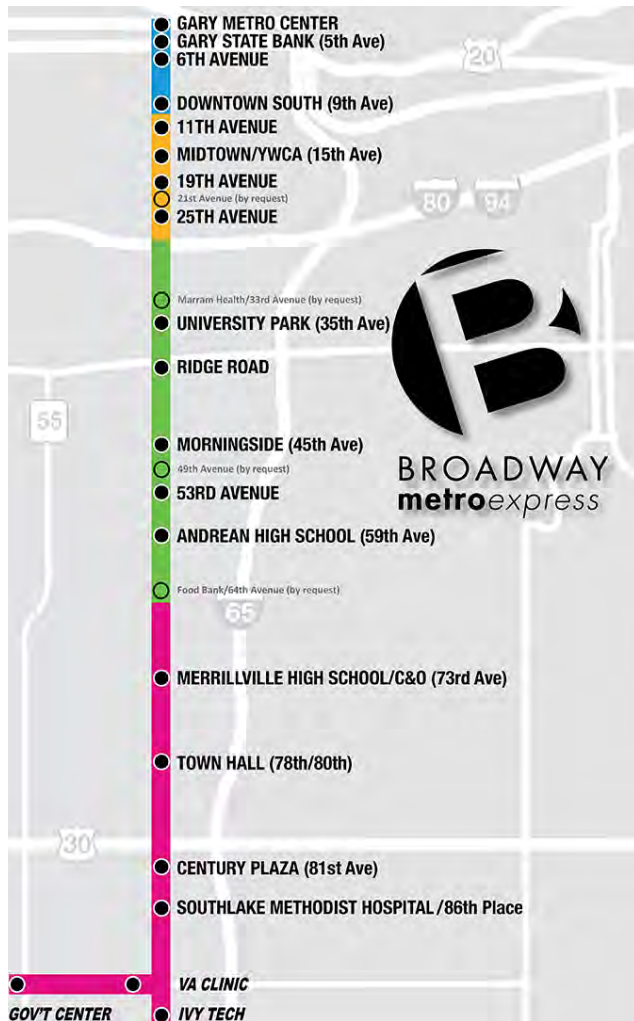 GARY METRO CENTER
GARY STATE BANK (5th Ave)
6TH AVENUE
20
DOWNTOWN SOUTH (9th Ave)
11TH AVENUE
MIDTOWN/YWCA (15th Ave)
19TH AVENUE
21st Avenue (by request)
80 94
25TH AVENUE
Marram Health/33rd Avenue (by request)
UNIVERSITY PARK (35th Ave)
B
RIDGE ROAD
55
MORNINGSIDE (45th Ave)
49th Avenue (by request)
BROADWAY
53RD AVENUE
metroexpress
ANDREAN HIGH SCHOOL (59th Ave)
Food Bank/64th Avenue (by request)
65
MERRILLVILLE HIGH SCHOOL/C&O (73rd Ave)
TOWN HALL (78th/80th)
30
CENTURY PLAZA (81st Ave)
SOUTHLAKE METHODIST HOSPITAL/86th Place
VA CLINIC
GOV'T CENTER
IVY TECH